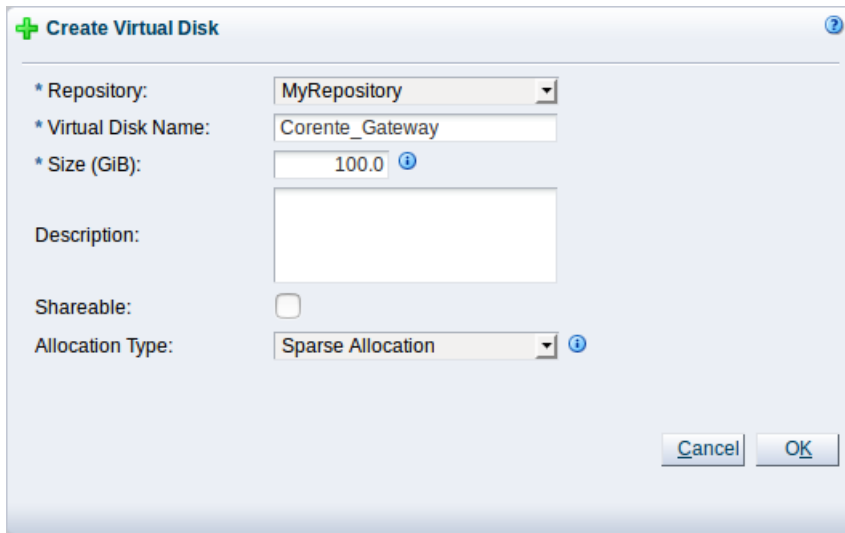 Create Virtual Disk
* Repository: MyRepository
* Virtual Disk Name: Corente_Gateway
* Size (GiB): 100.0
Description:
Shareable:
Allocation Type: Sparse Allocation
Cancel OK